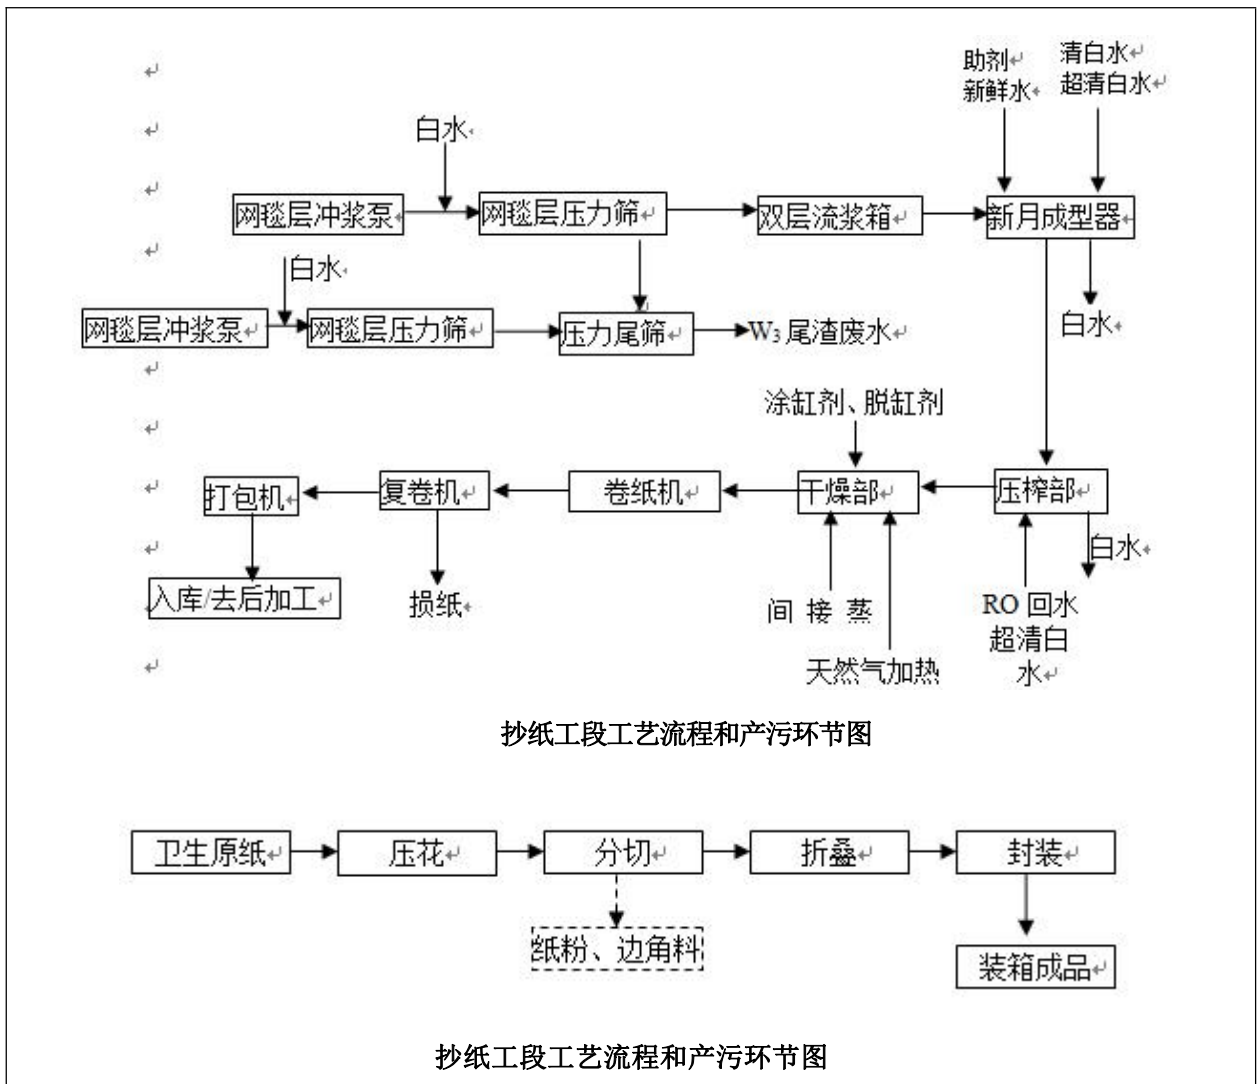 助剂
新鲜水
清白水
超清白水
白水
网毯层冲浆泵
网毯层压力筛
双层流浆箱
新月成型器
白水
网毯层冲浆泵
网毯层压力筛
压力尾筛
W₃ 尾渣废水
白水
涂缸剂、脱缸剂
打包机
复卷机
卷纸机
干燥部
压榨部
白水
入库/去后加工
损纸
间 接 蒸
天然气加热
RO 回水
超清白
水
抄纸工段工艺流程和产污环节图
卫生原纸
压花
分切
折叠
封装
纸粉、边角料
装箱成品
抄纸工段工艺流程和产污环节图